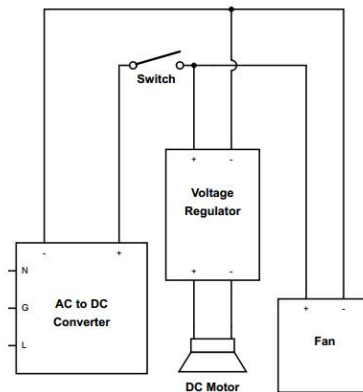 Switch
+ -
Voltage
Regulator
+ -
- +
N
G
L
AC to DC
Converter
+ -
Fan
DC Motor